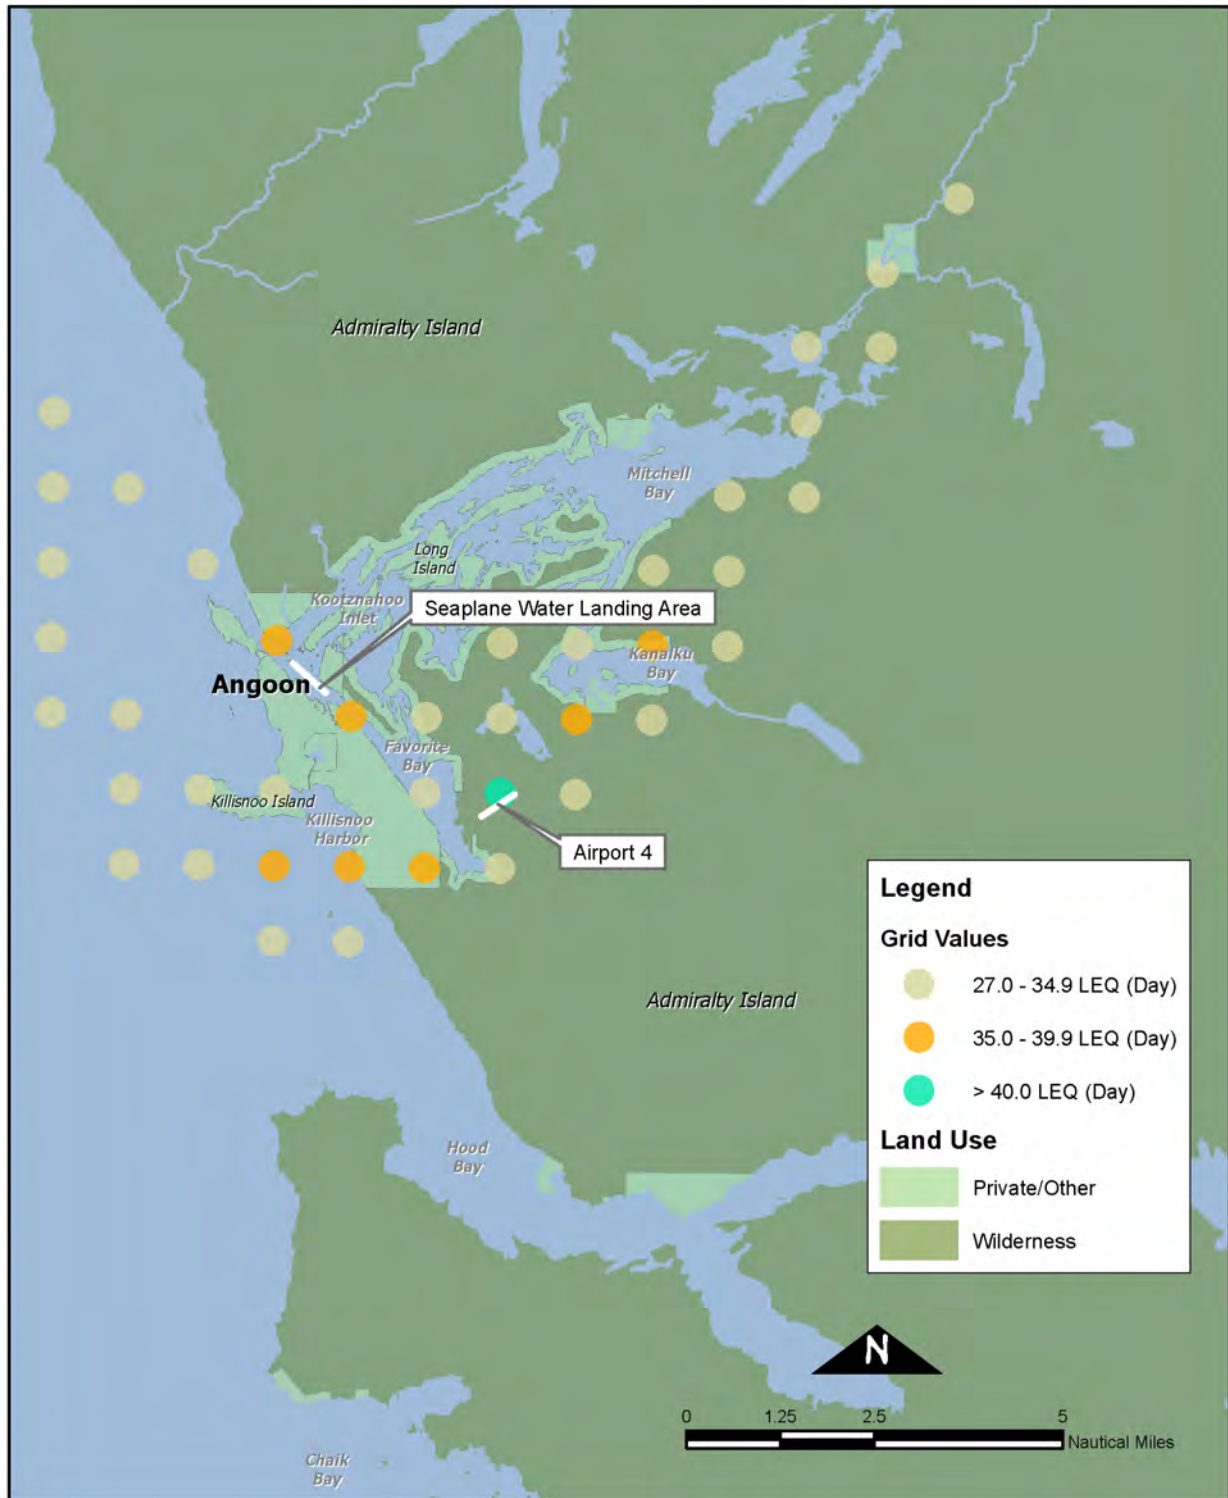 Admiralty Island
Mitchell
Bay
Long
Island
Kootznahoo
Inlet
Seaplane Water Landing Area
Kanalku
Bay
Angoon
Favorite
Bay
Killisnoo Island
Killisnoo
Harbor
Airport 4
Legend
Grid Values
27.0 - 34.9 LEQ (Day)
35.0 - 39.9 LEQ (Day)
> 40.0 LEQ (Day)
Land Use
Private/Other
Wilderness
Admiralty Island
Hood
Bay
N
0 1.25 2.5 5
Nautical Miles
Chaik
Bay